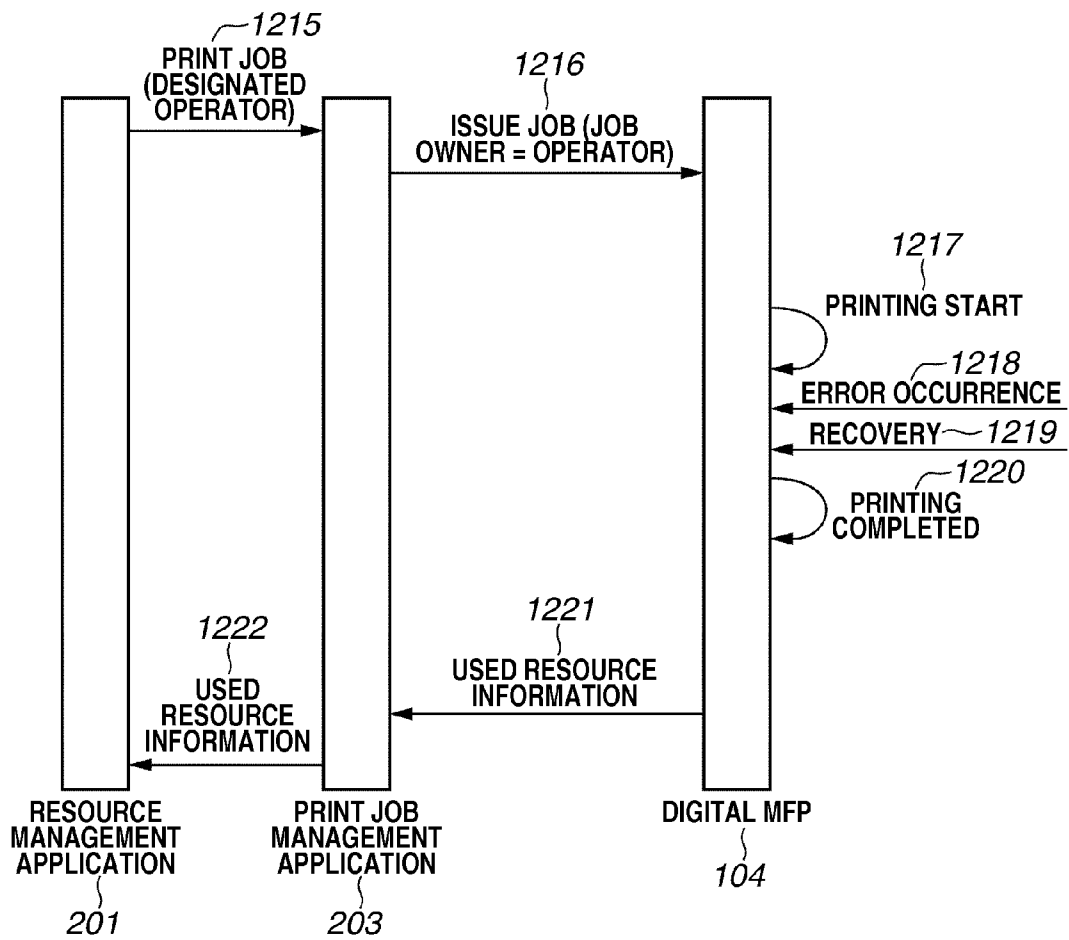 1215
PRINT JOB
(DESIGNATED
OPERATOR)
1216
ISSUE JOB (JOB
OWNER = OPERATOR)
1217
PRINTING START
1218
ERROR OCCURRENCE
RECOVERY 1219
1220
PRINTING
COMPLETED
1221
USED RESOURCE
INFORMATION
1222
USED
RESOURCE
INFORMATION
RESOURCE
MANAGEMENT
APPLICATION
201
PRINT JOB
MANAGEMENT
APPLICATION
203
DIGITAL MFP
104